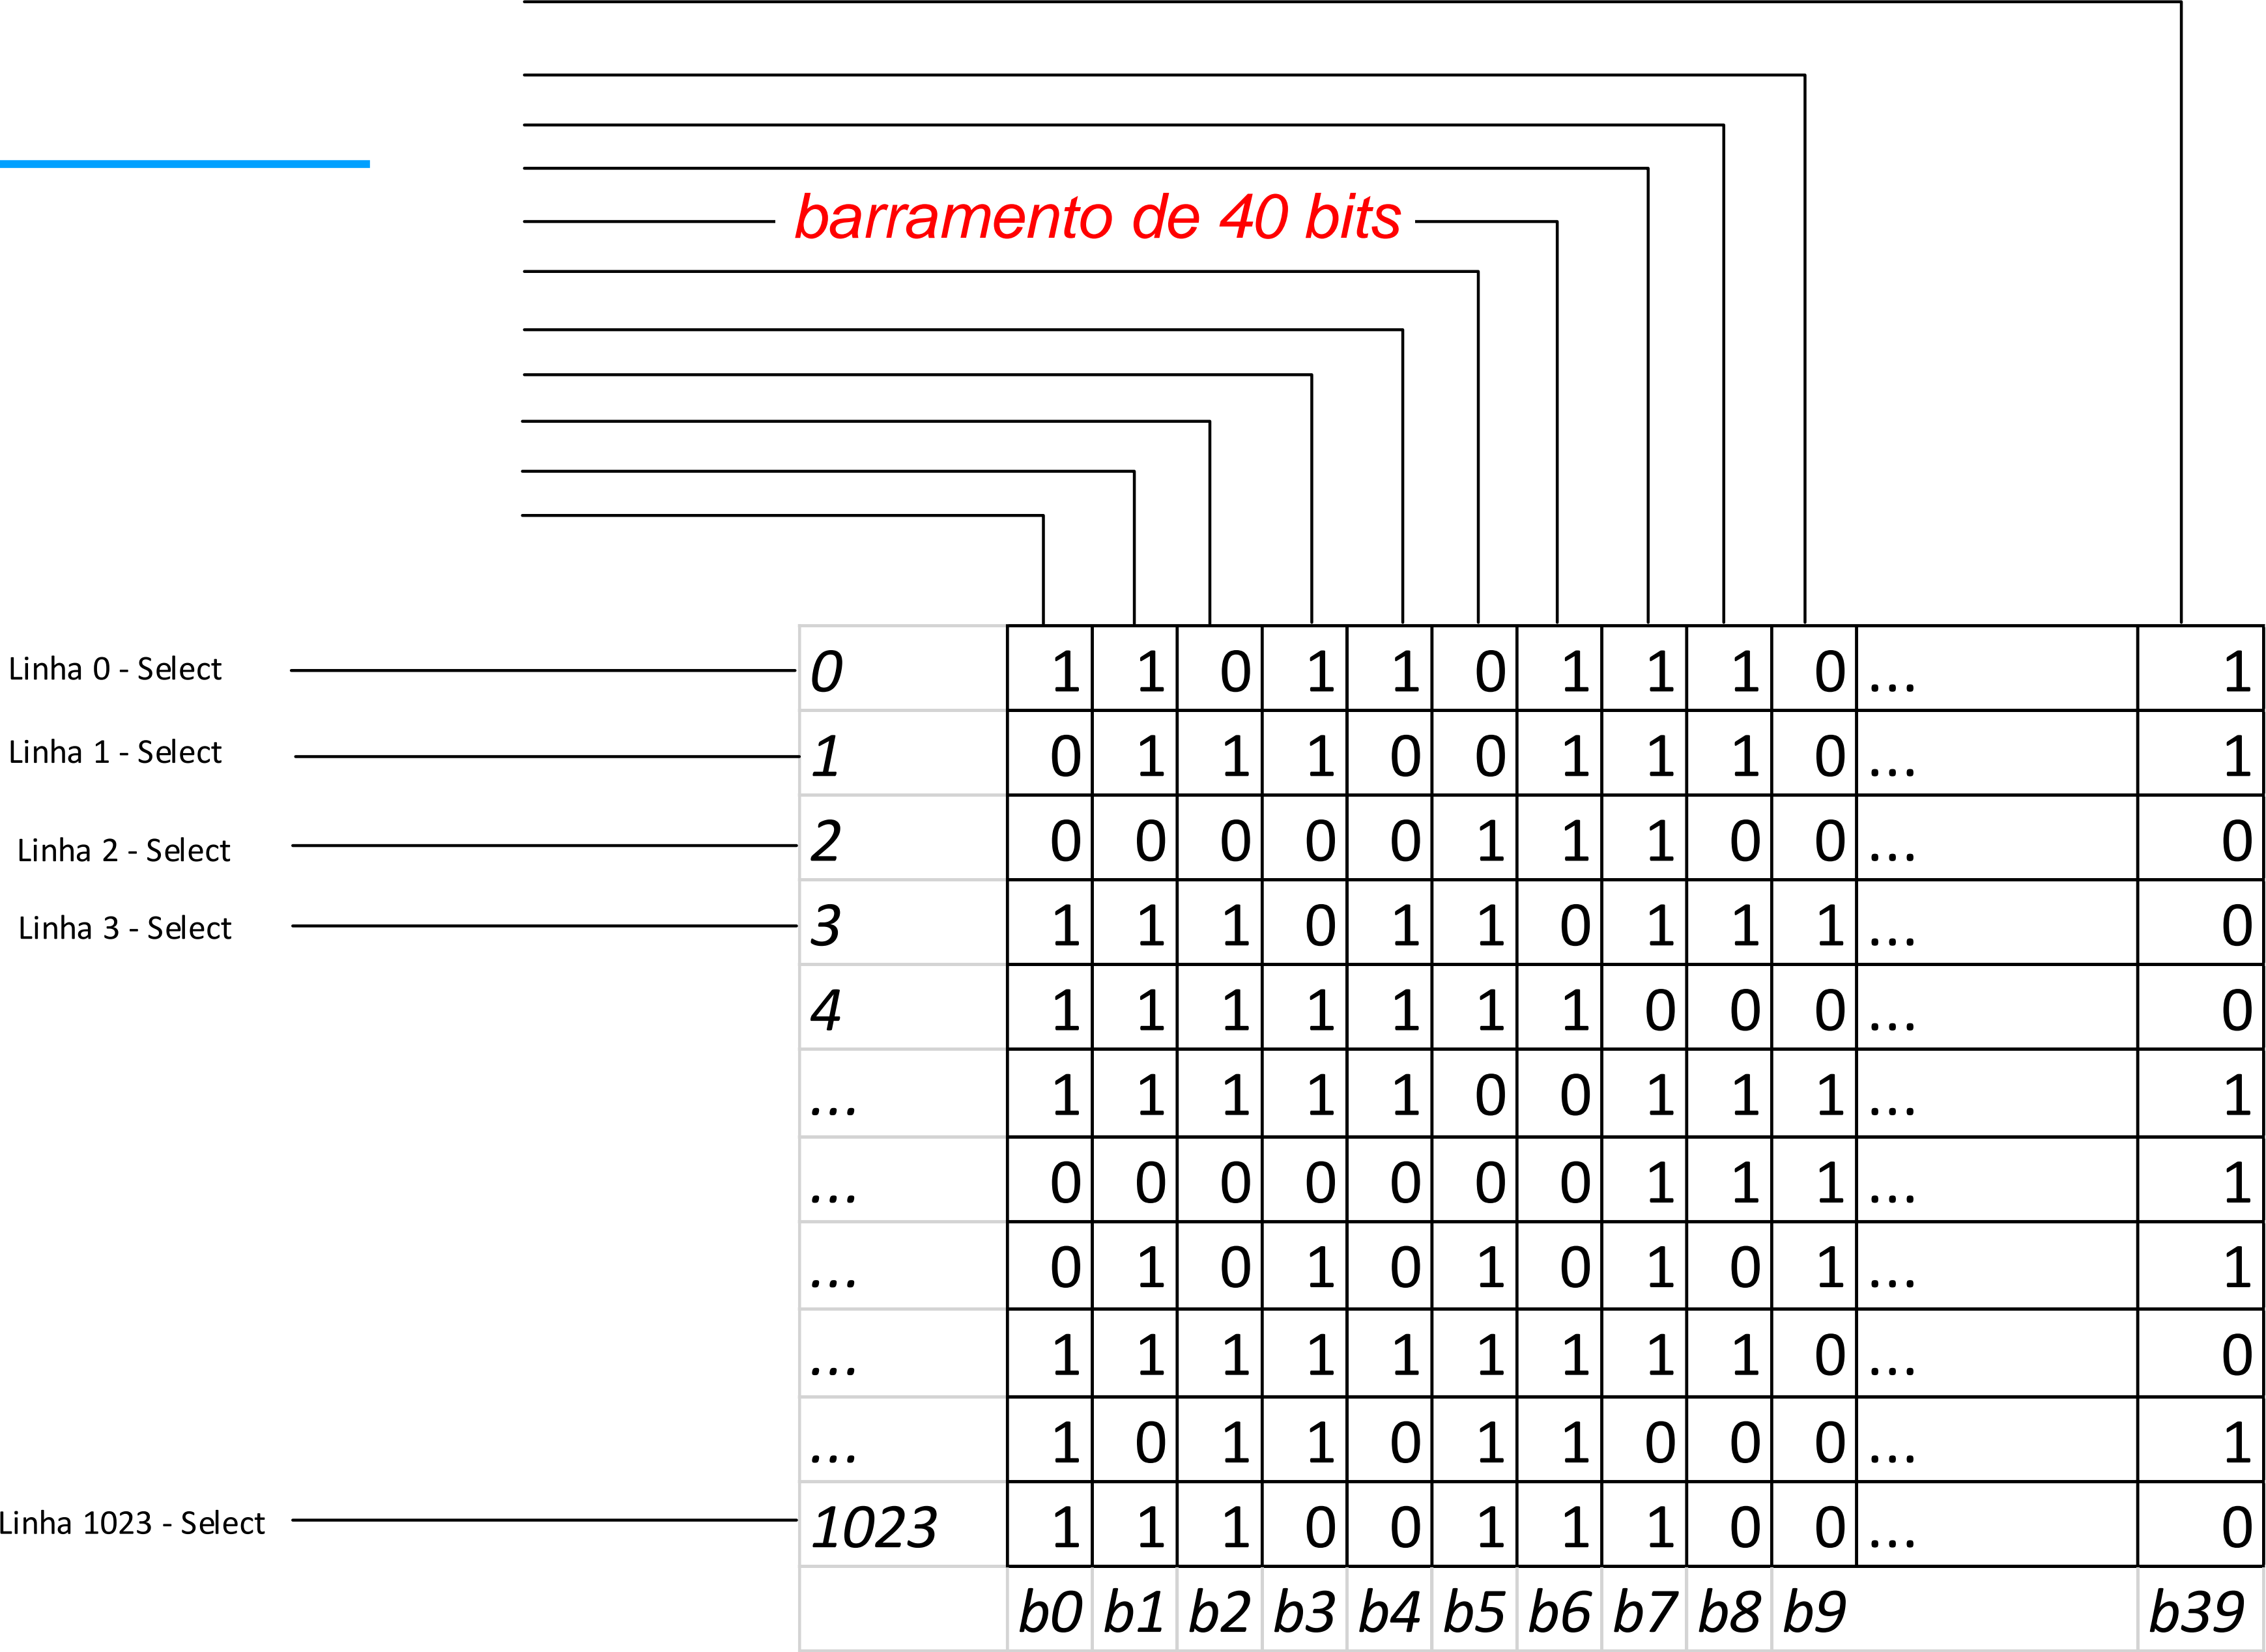 barramento de 40 bits
Linha 0 - Select 0 1 1 0 1 1 0 1 1 1 0 ... 1
Linha 1 - Select 1 0 1 1 1 0 0 1 1 1 0 ... 1
Linha 2 - Select 2 0 0 0 0 0 1 1 1 0 0 ... 0
Linha 3 - Select 3 1 1 1 0 1 1 0 1 1 1 ... 0
4 1 1 1 1 1 1 1 0 0 0 ... 0
... 1 1 1 1 1 0 0 1 1 1 ... 1
... 0 0 0 0 0 0 0 1 1 1 ... 1
... 0 1 0 1 0 1 0 1 0 1 ... 1
... 1 1 1 1 1 1 1 1 1 0 ... 0
... 1 0 1 1 0 1 1 0 0 0 ... 1
Linha 1023 - Select 1023 1 1 1 0 0 1 1 1 0 0 ... 0
b0 b1 b2 b3 b4 b5 b6 b7 b8 b9 b39